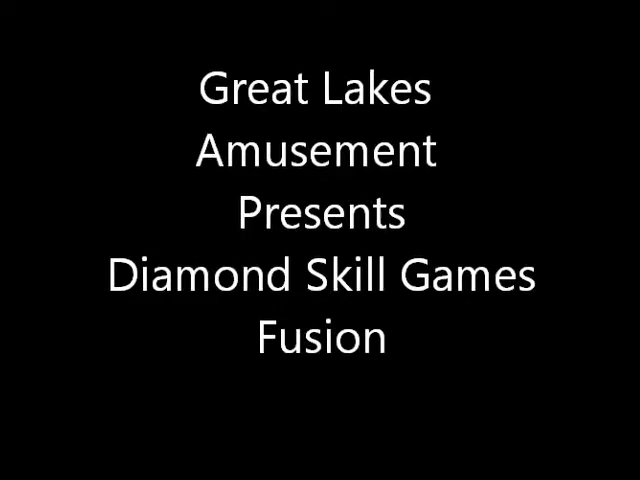 Great Lakes
Amusement
Presents
Diamond Skill Games
Fusion